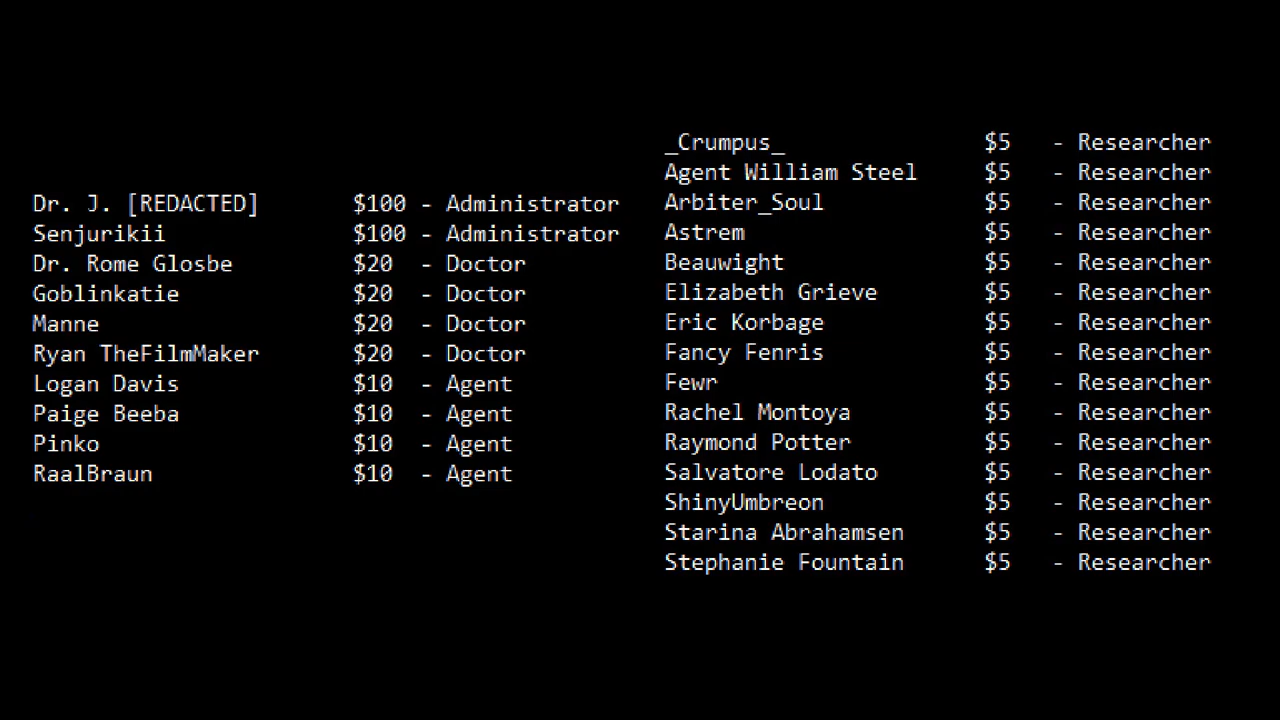 Dr. J. [REDACTED] $100 - Administrator
Senjurikii $100 - Administrator
Dr. Rome Glosbe $20 - Doctor
Goblinkatie $20 - Doctor
Manne $20 - Doctor
Ryan TheFilmMaker $20 - Doctor
Logan Davis $10 - Agent
Paige Beeba $10 - Agent
Pinko $10 - Agent
RaalBraun $10 - Agent
_Crumpus_ $5 - Researcher
Agent William Steel $5 - Researcher
Arbiter_Soul $5 - Researcher
Astrem $5 - Researcher
Beauwight $5 - Researcher
Elizabeth Grieve $5 - Researcher
Eric Korbage $5 - Researcher
Fancy Fenris $5 - Researcher
Fewr $5 - Researcher
Rachel Montoya $5 - Researcher
Raymond Potter $5 - Researcher
Salvatore Lodato $5 - Researcher
ShinyUmbreon $5 - Researcher
Starina Abrahamsen $5 - Researcher
Stephanie Fountain $5 - Researcher